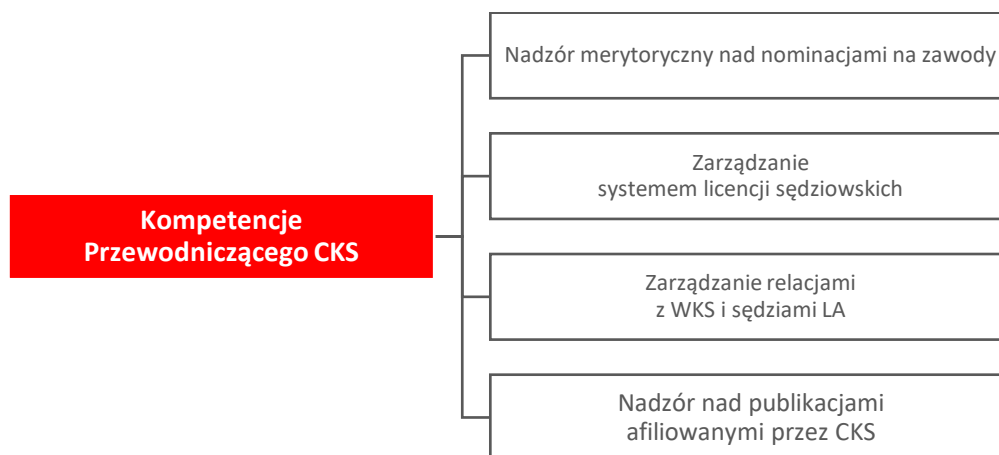 Kompetencje
Przewodniczącego CKS
Nadzór merytoryczny nad nominacjami na zawody
Zarządzanie
systemem licencji sędziowskich
Zarządzanie relacjami
z WKS i sędziami LA
Nadzór nad publikacjami
afiliowanymi przez CKS